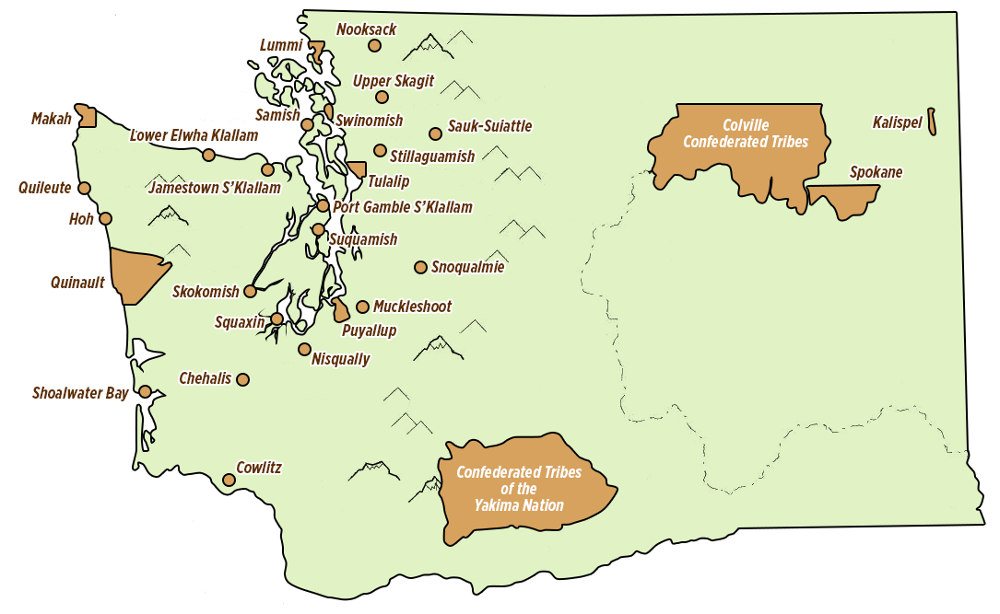 Nooksack
Lummi
Upper Skagit
Makah
Samish
Swinomish
Sauk-Suiattle
Colville
Confederated Tribes
Kalispel
Lower Elwha Klallam
Stillaguamish
Spokane
Quileute
Jamestown S’Klallam
Tulalip
Port Gamble S’Klallam
Hoh
Suquamish
Snoqualmie
Quinault
Skokomish
Muckleshoot
Squaxin
Puyallup
Nisqually
Chehalis
Shoalwater Bay
Cowlitz
Confederated Tribes
of the
Yakima Nation